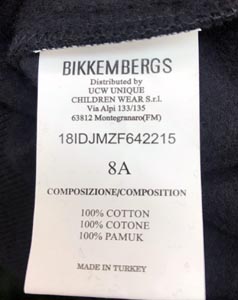 BIKKEMBERGS
Distributed by
UCW UNIQUE
CHILDREN WEAR S.r.l.
Via Alpi 133/135
63812 Montegranaro(FM)
18IDJMZF642215
8A
COMPOSIZIONE/COMPOSITION
100% COTTON
100% COTONE
100% PAMUK
MADE IN TURKEY